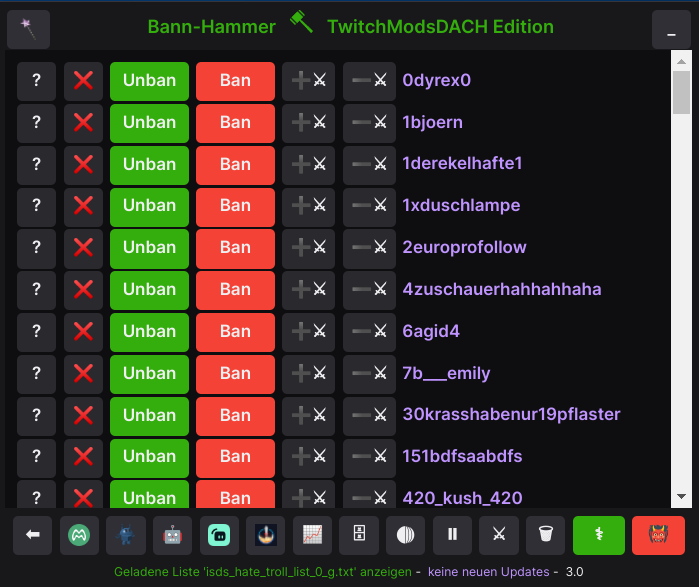 Bann-Hammer TwitchModsDACH Edition
_
? Unban Ban 0dyrex0
? Unban Ban 1bjoern
? Unban Ban 1derekelhafte1
? Unban Ban 1xduschlampe
? Unban Ban 2europrofollow
? Unban Ban 4zuschauerhahhahhaha
? Unban Ban 6agid4
? Unban Ban 7b___emily
? Unban Ban 30krasshabenur19pflaster
? Unban Ban 151bdfsaabdfs
? Unban Ban 420_kush_420
Geladene Liste 'isds_hate_troll_list_0_g.txt' anzeigen - keine neuen Updates - 3.0